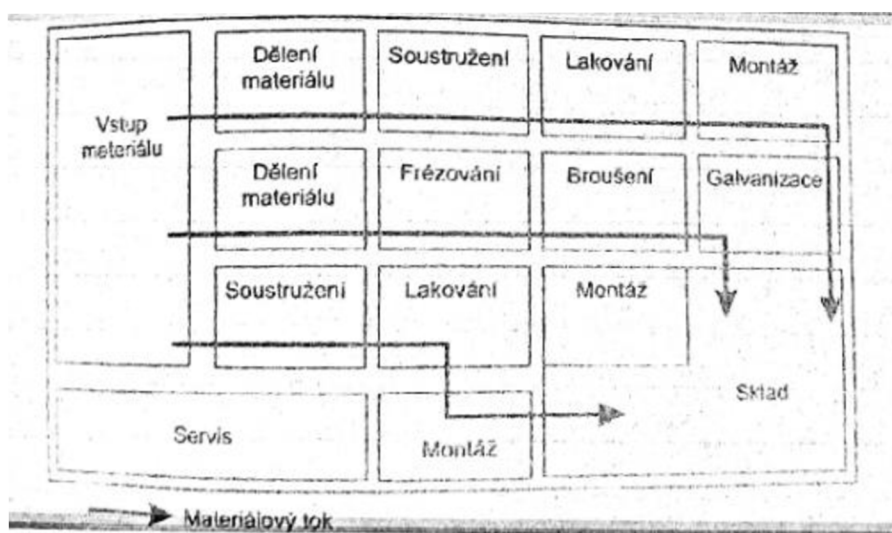 Vstup
materiálu
Dělení
materiálu
Soustružení
Lakování
Montáž
Dělení
materiálu
Frézování
Broušení
Galvanizace
Soustružení
Lakování
Montáž
Sklad
Servis
Montáž
Materiálový tok